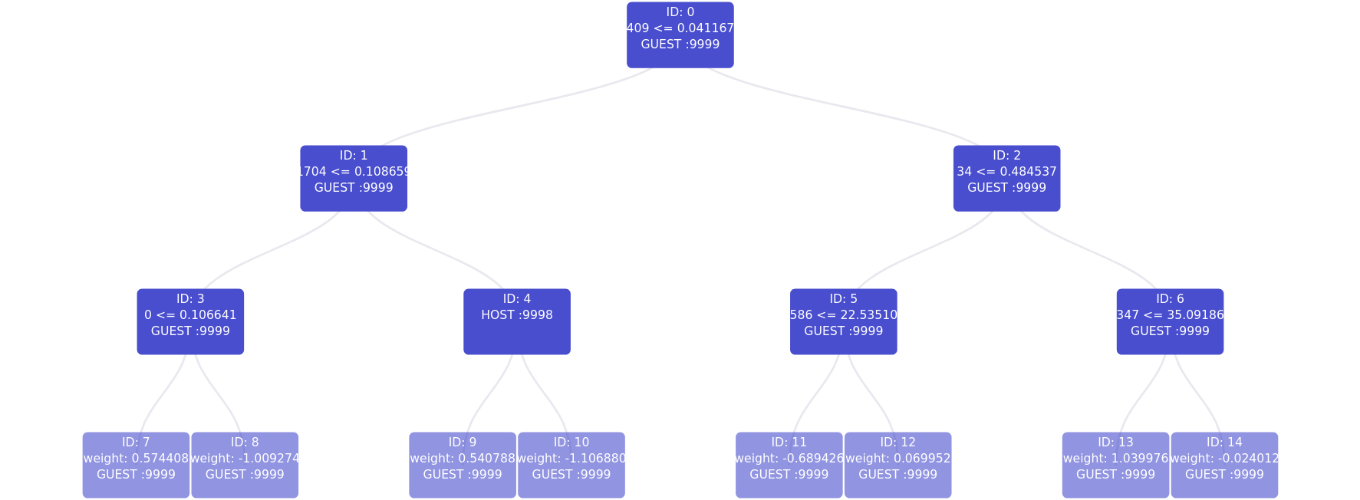 ID: 0
409 <= 0.041167
GUEST :9999
ID: 1
1704 <= 0.108659
GUEST :9999
ID: 2
34 <= 0.484537
GUEST :9999
ID: 3
0 <= 0.106641
GUEST :9999
ID: 4
HOST :9998
ID: 5
586 <= 22.53510
GUEST :9999
ID: 6
347 <= 35.09186
GUEST :9999
ID: 7
weight: 0.574408
GUEST :9999
ID: 8
weight: -1.009274
GUEST :9999
ID: 9
weight: 0.540788
GUEST :9999
ID: 10
weight: -1.106880
GUEST :9999
ID: 11
weight: -0.689426
GUEST :9999
ID: 12
weight: 0.069952
GUEST :9999
ID: 13
weight: 1.039976
GUEST :9999
ID: 14
weight: -0.024012
GUEST :9999